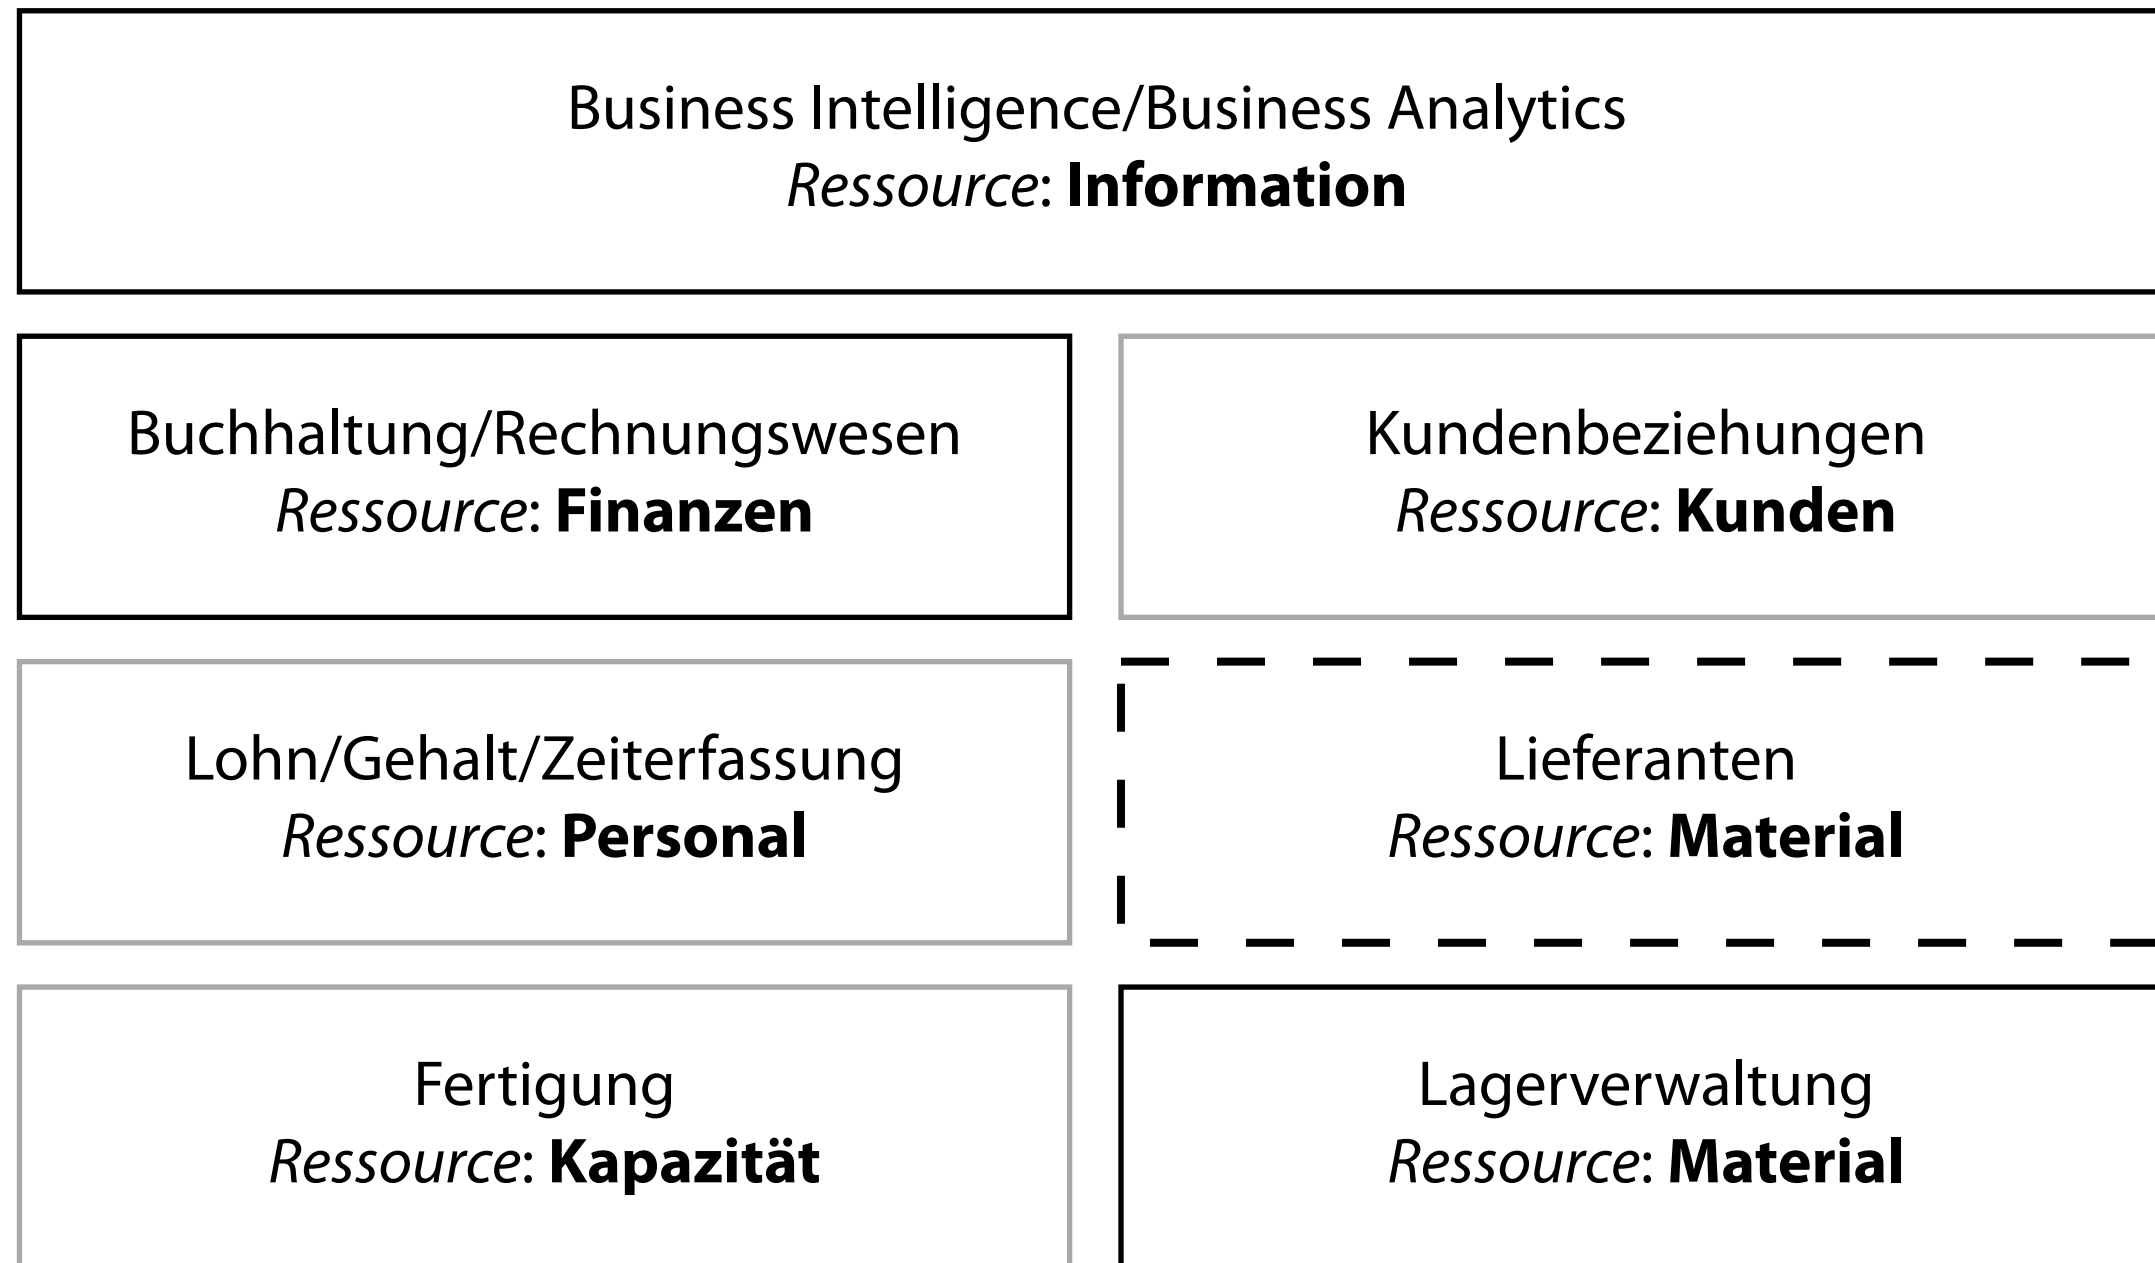 Business Intelligence/Business Analytics
Ressource: Information
Buchhaltung/Rechnungswesen
Ressource: Finanzen
Kundenbeziehungen
Ressource: Kunden
Lohn/Gehalt/Zeiterfassung
Ressource: Personal
Lieferanten
Ressource: Material
Fertigung
Ressource: Kapazität
Lagerverwaltung
Ressource: Material